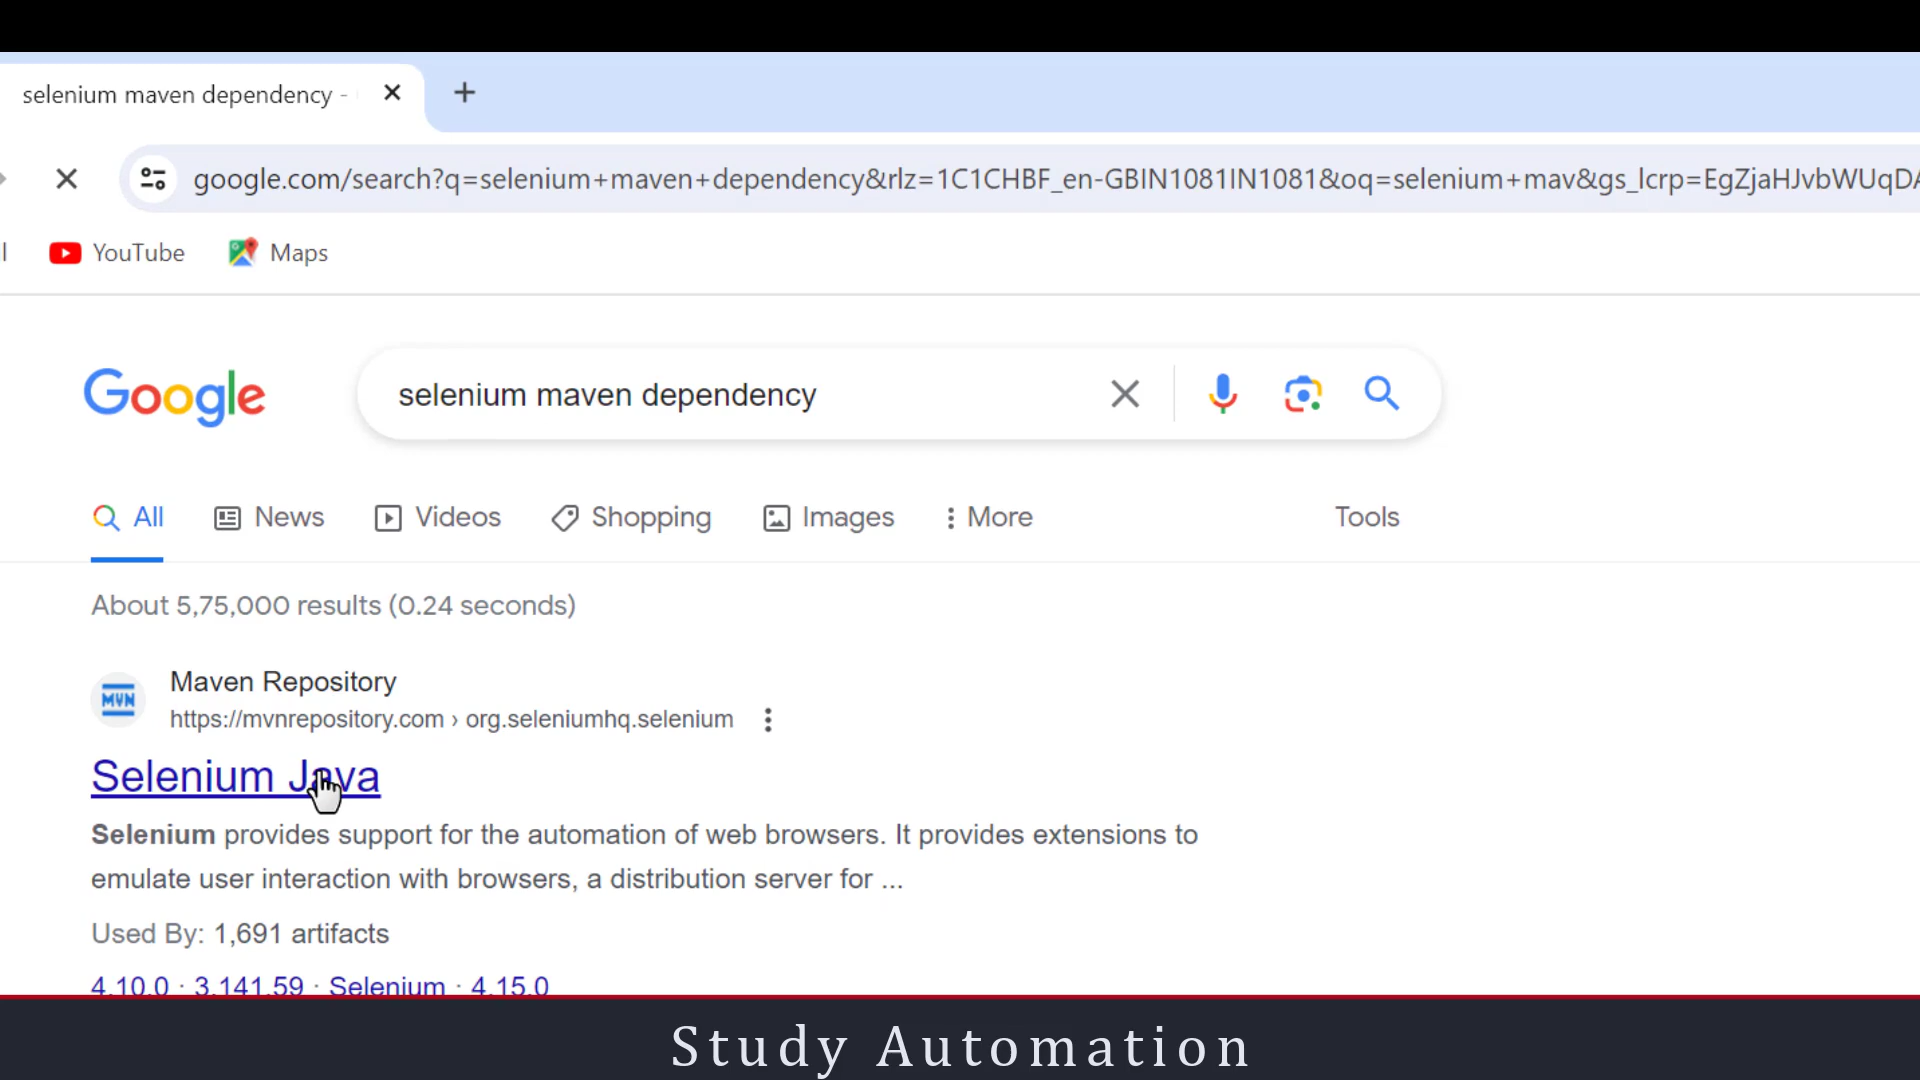 selenium maven dependency -
google.com/search?q=selenium+maven+dependency&rlz=1C1CHBF_en-GBIN1081IN1081&oq=selenium+mav&gs_lcrp=EgZjaHJvbWUqDA
YouTube Maps
Google selenium maven dependency
All News Videos Shopping Images More Tools
About 5,75,000 results (0.24 seconds)
Maven Repository
MVN
https://mvnrepository.com › org.seleniumhq.selenium
Selenium Java
Selenium provides support for the automation of web browsers. It provides extensions to
emulate user interaction with browsers, a distribution server for ...
Used By: 1,691 artifacts
4.10.0 · 3.141.59 · Selenium · 4.15.0
Study Automation